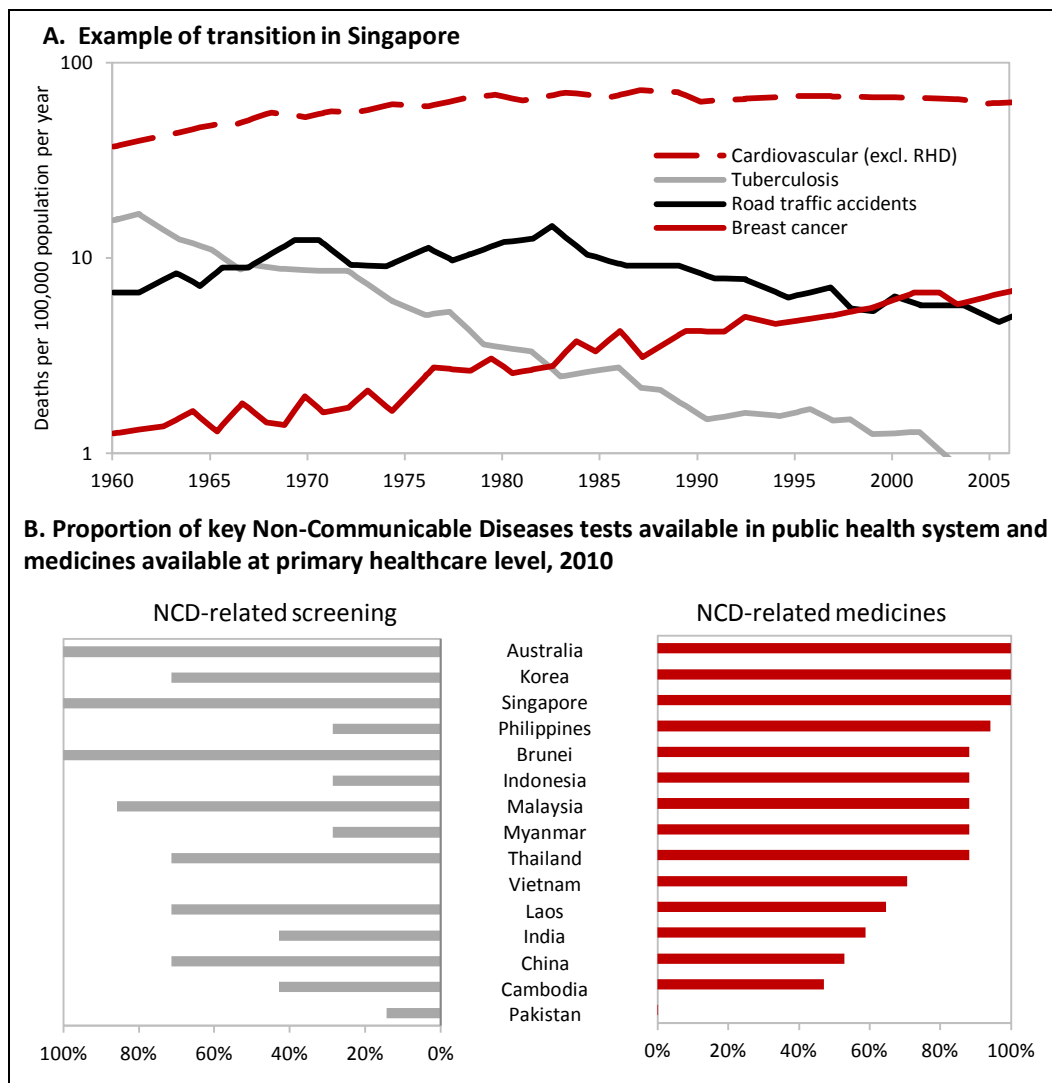 A. Example of transition in Singapore
Deaths per 100,000 population per year
100
10
1
Cardiovascular (excl. RHD)
Tuberculosis
Road traffic accidents
Breast cancer
1960 1965 1970 1975 1980 1985 1990 1995 2000 2005
B. Proportion of key Non-Communicable Diseases tests available in public health system and
medicines available at primary healthcare level, 2010
NCD-related screening
NCD-related medicines
Australia
Korea
Singapore
Philippines
Brunei
Indonesia
Malaysia
Myanmar
Thailand
Vietnam
Laos
India
China
Cambodia
Pakistan
100% 80% 60% 40% 20% 0%
0% 20% 40% 60% 80% 100%